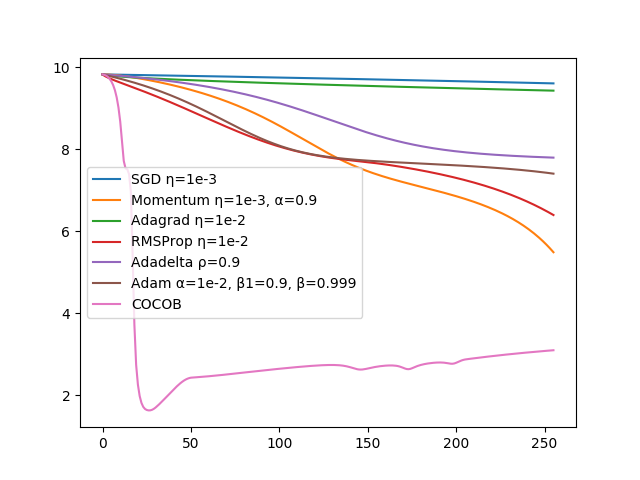 10
8
6
4
2
SGD η=1e-3
Momentum η=1e-3, α=0.9
Adagrad η=1e-2
RMSProp η=1e-2
Adadelta ρ=0.9
Adam α=1e-2, β1=0.9, β=0.999
COCOB
0 50 100 150 200 250